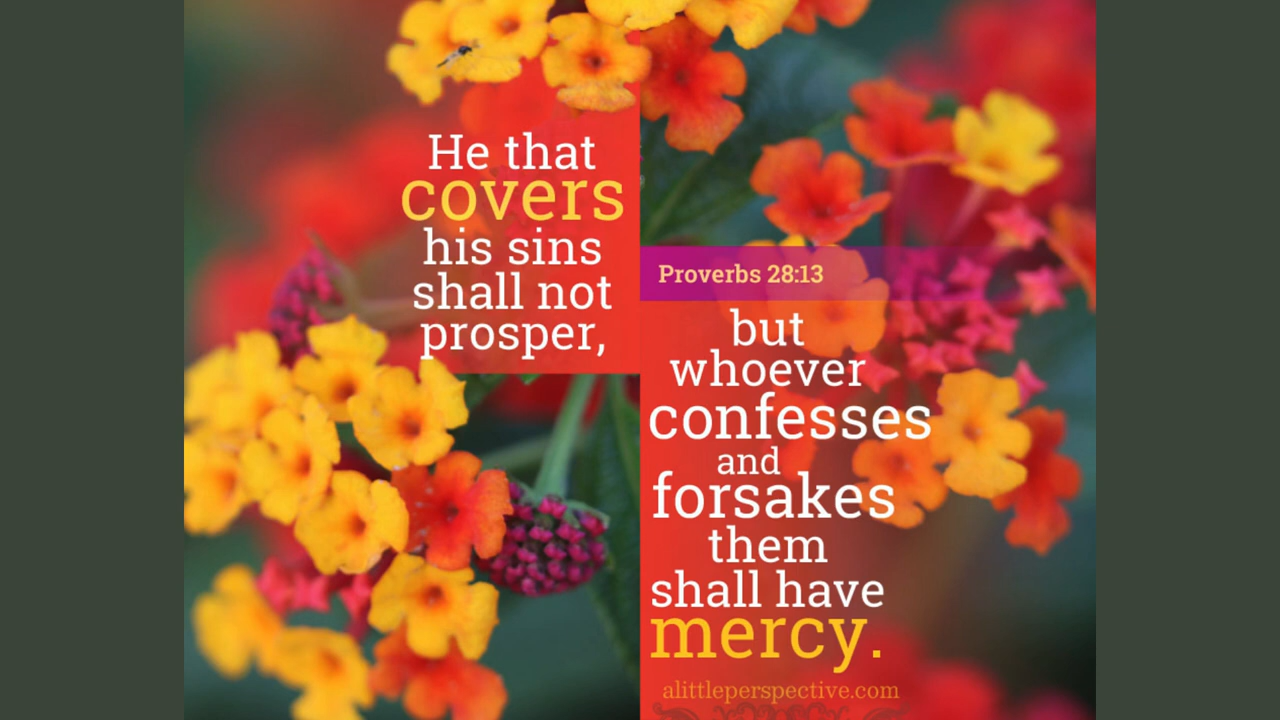 He that
covers
his sins
shall not
prosper,
Proverbs 28:13
but
whoever
confesses
and
forsakes
them
shall have
mercy.
alittleperspective.com